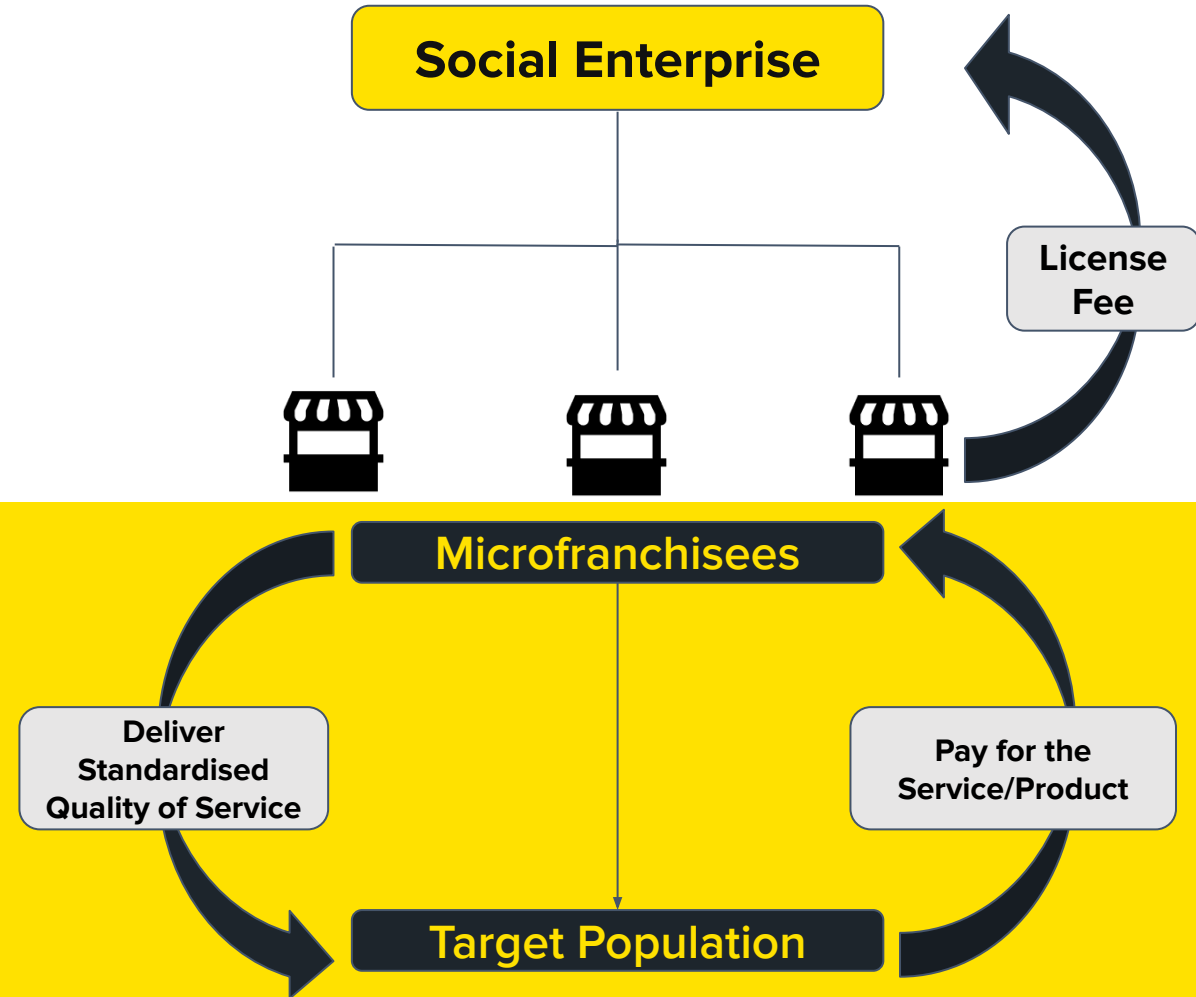 Social Enterprise
License
Fee
Microfranchisees
Deliver
Standardised
Quality of Service
Pay for the
Service/Product
Target Population